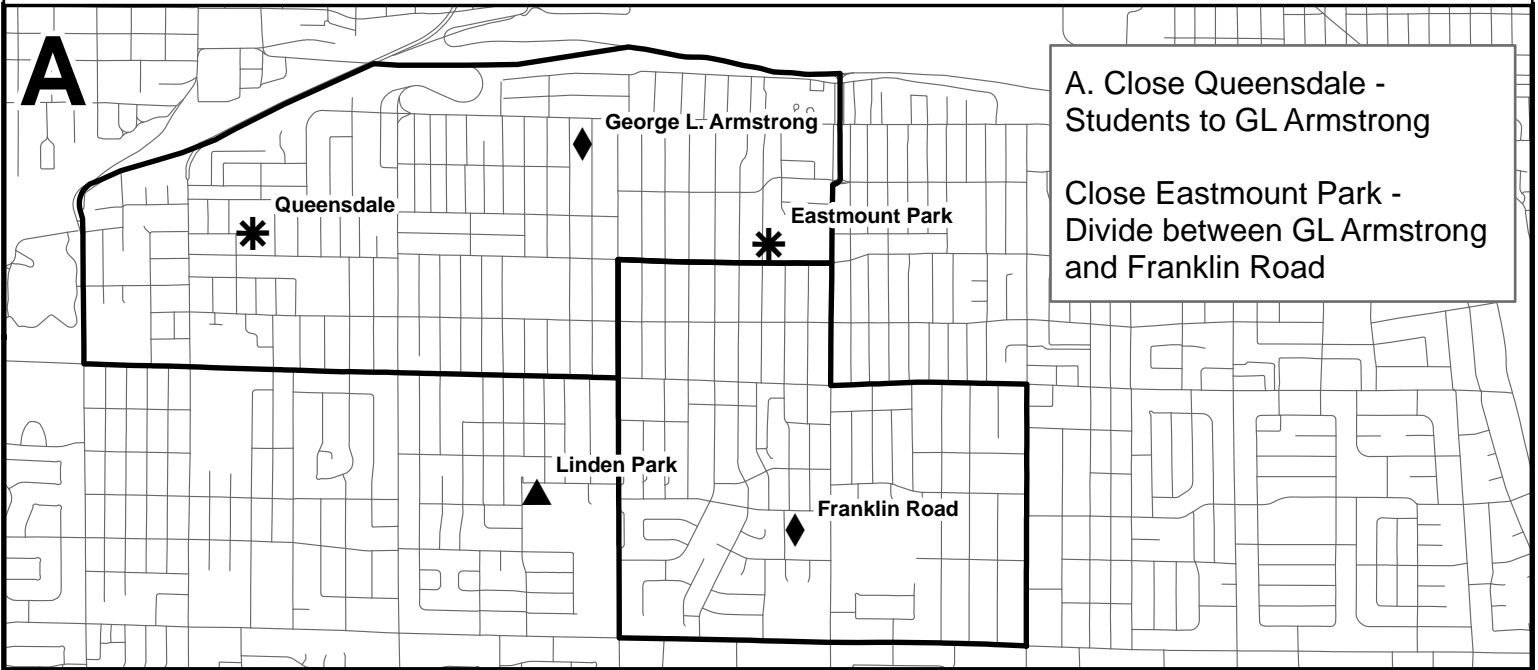 A
A. Close Queensdale -
Students to GL Armstrong
Close Eastmount Park -
Divide between GL Armstrong
and Franklin Road
George L. Armstrong
Queensdale
Eastmount Park
Linden Park
Franklin Road